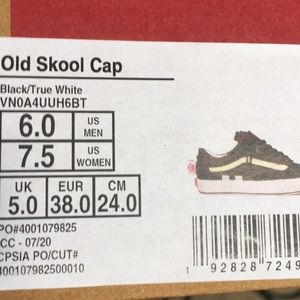 Old Skool Cap
Black/True White
VN0A4UUH6BT
6.0 US MEN
7.5 US WOMEN
UK EUR CM
5.0 38.0 24.0
PO#4001079825
CC - 07/20
CPSIA PO/CUT#
400107982500010
1 92828 7249